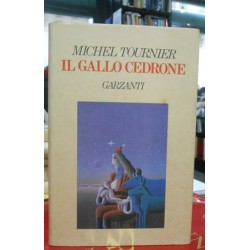 MICHEL TOURNIER
IL GALLO CEDRONE
GARZANTI